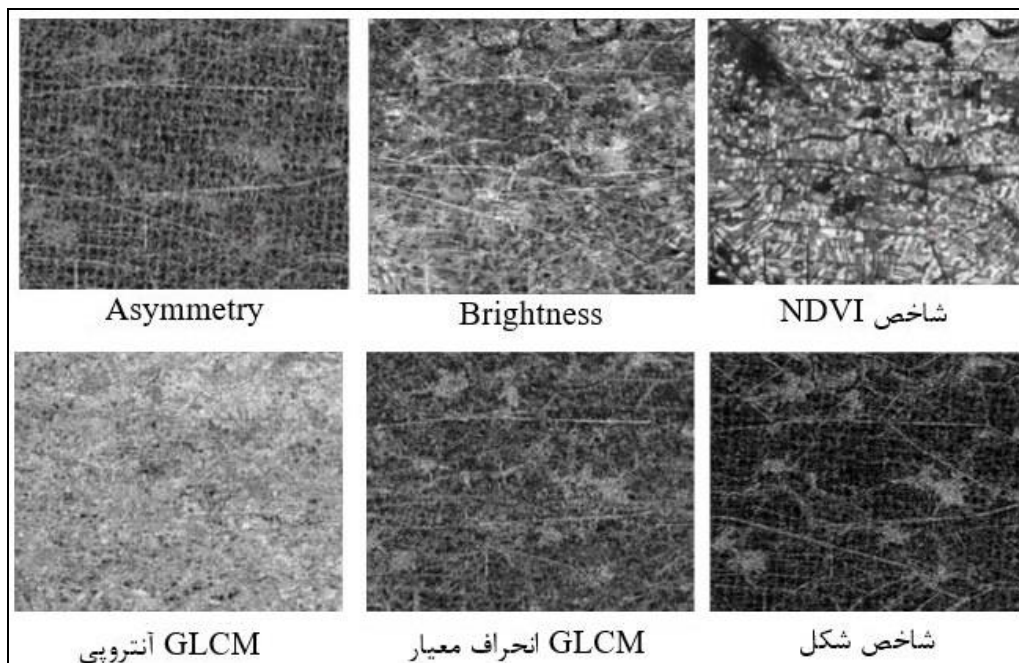 Asymmetry
Brightness
شاخص NDVI
GLCM آنتروپی
GLCM انحراف معیار
شاخص شکل